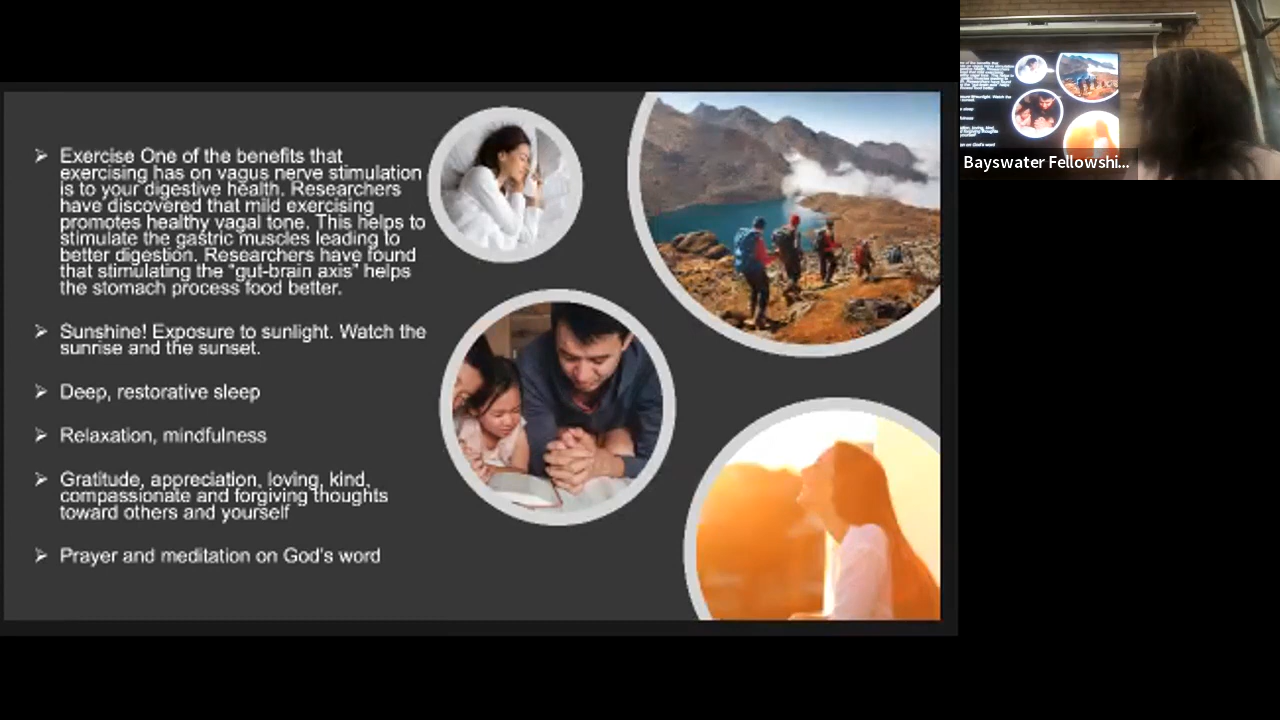 ➢ Exercise One of the benefits that
exercising has on vagus nerve stimulation
is to your digestive health. Researchers
have discovered that mild exercising
promotes healthy vagal tone. This helps to
stimulate the gastric muscles leading to
better digestion. Researchers have found
that stimulating the "gut-brain axis" helps
the stomach process food better.
➢ Sunshine! Exposure to sunlight. Watch the
sunrise and the sunset.
➢ Deep, restorative sleep
➢ Relaxation, mindfulness
➢ Gratitude, appreciation, loving, kind,
compassionate and forgiving thoughts
toward others and yourself
➢ Prayer and meditation on God's word
Bayswater Fellowshi...